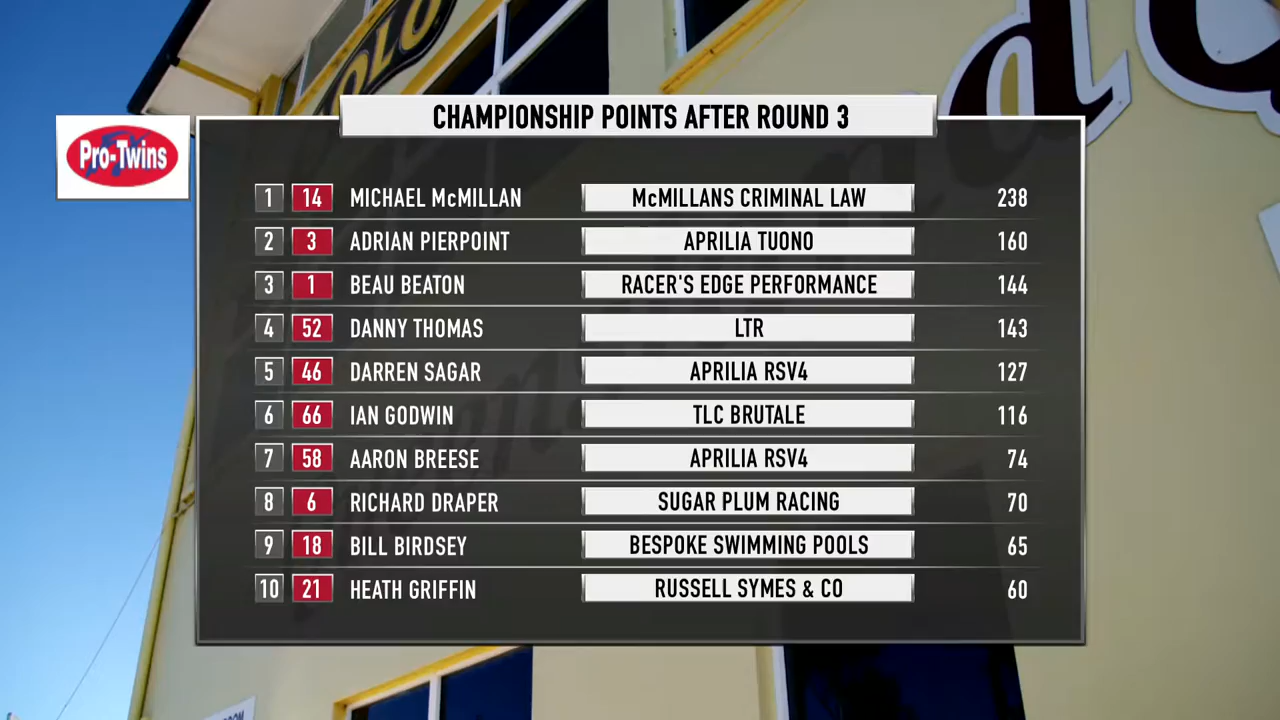 OLO
d
CHAMPIONSHIP POINTS AFTER ROUND 3
Pro-Twins
1 14 MICHAEL McMILLAN McMILLANS CRIMINAL LAW 238
2 3 ADRIAN PIERPOINT APRILIA TUONO 160
3 1 BEAU BEATON RACER'S EDGE PERFORMANCE 144
4 52 DANNY THOMAS LTR 143
5 46 DARREN SAGAR APRILIA RSV4 127
6 66 IAN GODWIN TLC BRUTALE 116
7 58 AARON BREESE APRILIA RSV4 74
8 6 RICHARD DRAPER SUGAR PLUM RACING 70
9 18 BILL BIRDSEY BESPOKE SWIMMING POOLS 65
10 21 HEATH GRIFFIN RUSSELL SYMES & CO 60